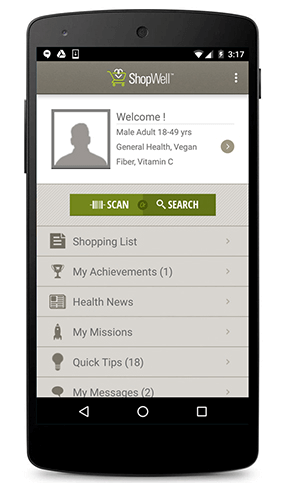 3:17
ShopWell™
Welcome !
Male Adult 18-49 yrs
General Health, Vegan
Fiber, Vitamin C
SCAN or SEARCH
Shopping List
My Achievements (1)
Health News
My Missions
Quick Tips (18)
My Messages (2)